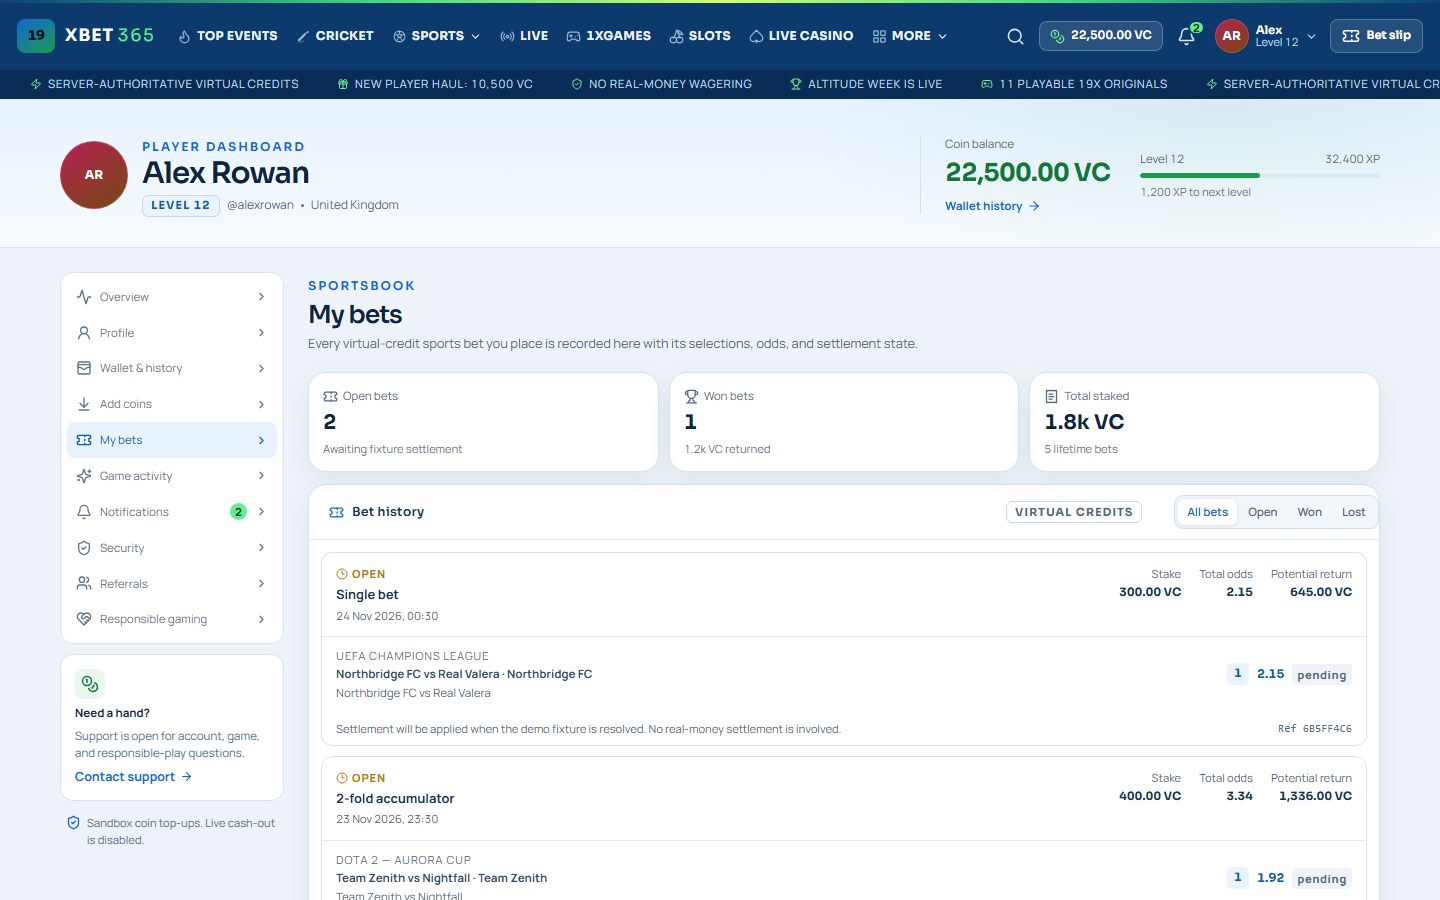 19 XBET 365 TOP EVENTS CRICKET SPORTS LIVE 1XGAMES SLOTS LIVE CASINO MORE 22,500.00 VC 2 AR Alex Level 12 Bet slip
SERVER-AUTHORITATIVE VIRTUAL CREDITS NEW PLAYER HAUL: 10,500 VC NO REAL-MONEY WAGERING ALTITUDE WEEK IS LIVE 11 PLAYABLE 19X ORIGINALS SERVER-AUTHORITATIVE VIRTUAL CR
AR
PLAYER DASHBOARD
Alex Rowan
LEVEL 12 @alexrowan • United Kingdom
Coin balance
22,500.00 VC
Wallet history
Level 12 32,400 XP
1,200 XP to next level
Overview
Profile
Wallet & history
Add coins
My bets
Game activity
Notifications 2
Security
Referrals
Responsible gaming
Need a hand?
Support is open for account, game,
and responsible-play questions.
Contact support
Sandbox coin top-ups. Live cash-out
is disabled.
SPORTSBOOK
My bets
Every virtual-credit sports bet you place is recorded here with its selections, odds, and settlement state.
Open bets
2
Awaiting fixture settlement
Won bets
1
1.2k VC returned
Total staked
1.8k VC
5 lifetime bets
Bet history VIRTUAL CREDITS All bets Open Won Lost
OPEN
Single bet
24 Nov 2026, 00:30
Stake Total odds Potential return
300.00 VC 2.15 645.00 VC
UEFA CHAMPIONS LEAGUE
Northbridge FC vs Real Valera · Northbridge FC
Northbridge FC vs Real Valera
1 2.15 pending
Settlement will be applied when the demo fixture is resolved. No real-money settlement is involved. Ref 6B5FF4C6
OPEN
2-fold accumulator
23 Nov 2026, 23:30
Stake Total odds Potential return
400.00 VC 3.34 1,336.00 VC
DOTA 2 — AURORA CUP
Team Zenith vs Nightfall · Team Zenith
Team Zenith vs Nightfall
1 1.92 pending